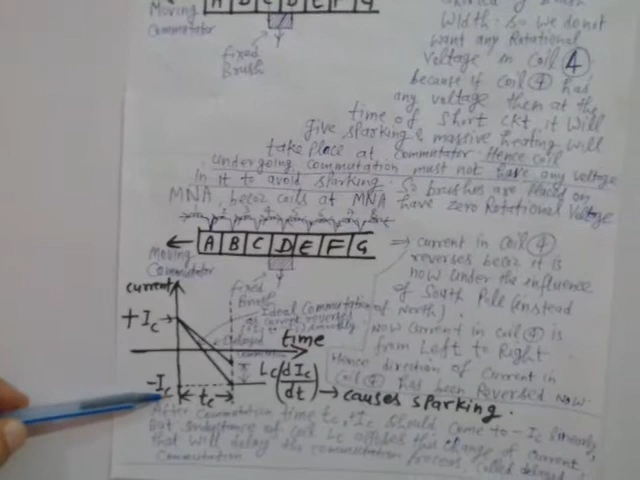 Moving
Commutator
fixed
Brush
Width. So we do not
want any Rotational
voltage in coil 4
because if coil 4 had
any voltage then at the
time of short ckt it will
give sparking & massive heating will
take place at commutator. Hence coil
undergoing commutation must not have any voltage
in it to avoid sparking. So brushes are placed on
MNA, becoz coils at MNA have zero Rotational Voltage
A B C D E F G
Moving
Commutator
fixed
Brush
⇒ current in coil 4
reverses becoz it is
now under the influence
of South Pole (instead
of North)
Now current in coil 4 is
from Left to Right
Hence direction of current in
coil 4 has been Reversed Now
current
Ideal Commutation
+Ic
time
-Ic
tc
Lc(dIc/dt) → causes sparking.
After commutation time tc, Ic should come to -Ic linearly
But inductance of coil Lc opposes this change of current,
that will delay the commutation process, called delayed
Commutation